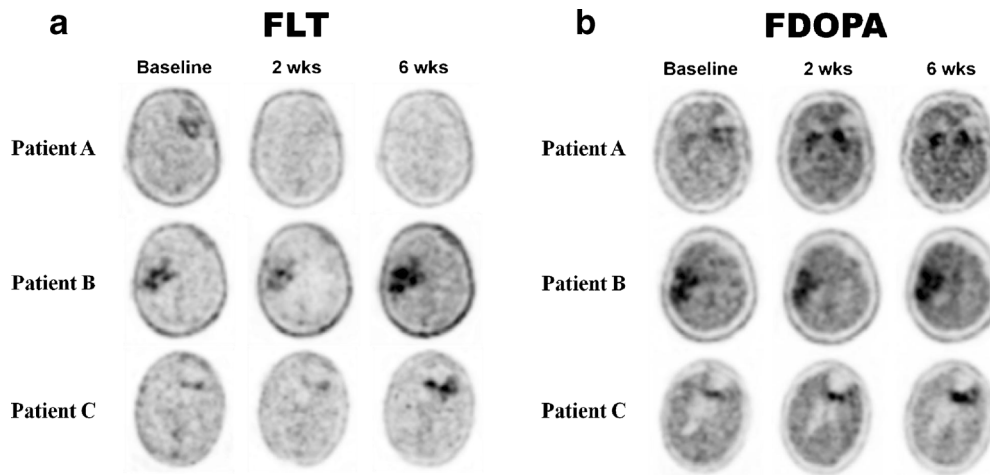 a FLT
Baseline 2 wks 6 wks
Patient A
Patient B
Patient C
b FDOPA
Baseline 2 wks 6 wks
Patient A
Patient B
Patient C